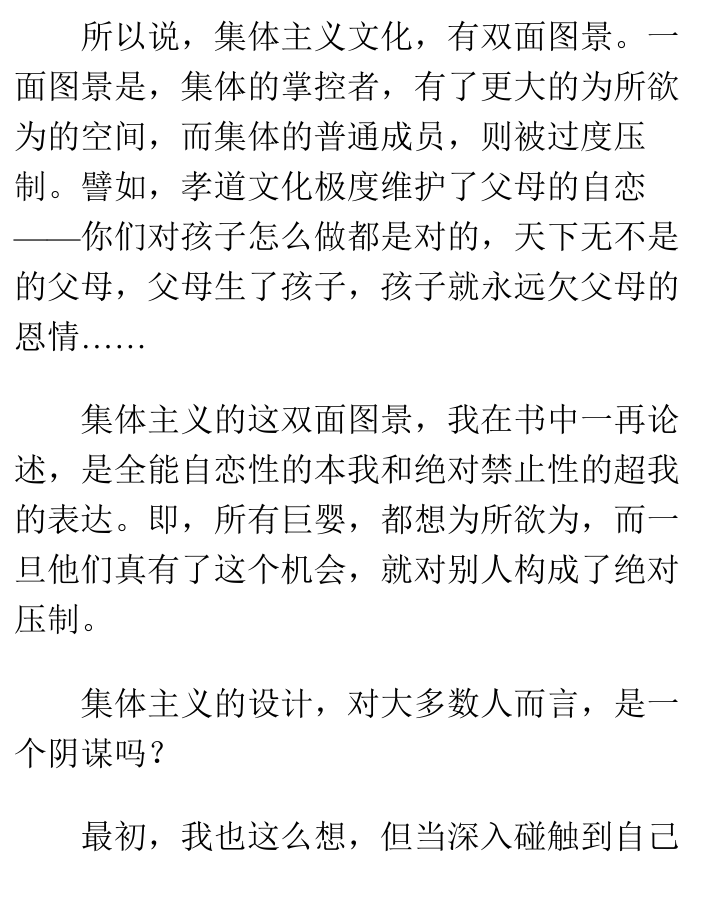 所以说，集体主义文化，有双面图景。一
面图景是，集体的掌控者，有了更大的为所欲
为的空间，而集体的普通成员，则被过度压
制。譬如，孝道文化极度维护了父母的自恋
——你们对孩子怎么做都是对的，天下无不是
的父母，父母生了孩子，孩子就永远欠父母的
恩情……
集体主义的这双面图景，我在书中一再论
述，是全能自恋性的本我和绝对禁止性的超我
的表达。即，所有巨婴，都想为所欲为，而一
旦他们真有了这个机会，就对别人构成了绝对
压制。
集体主义的设计，对大多数人而言，是一
个阴谋吗？
最初，我也这么想，但当深入碰触到自己